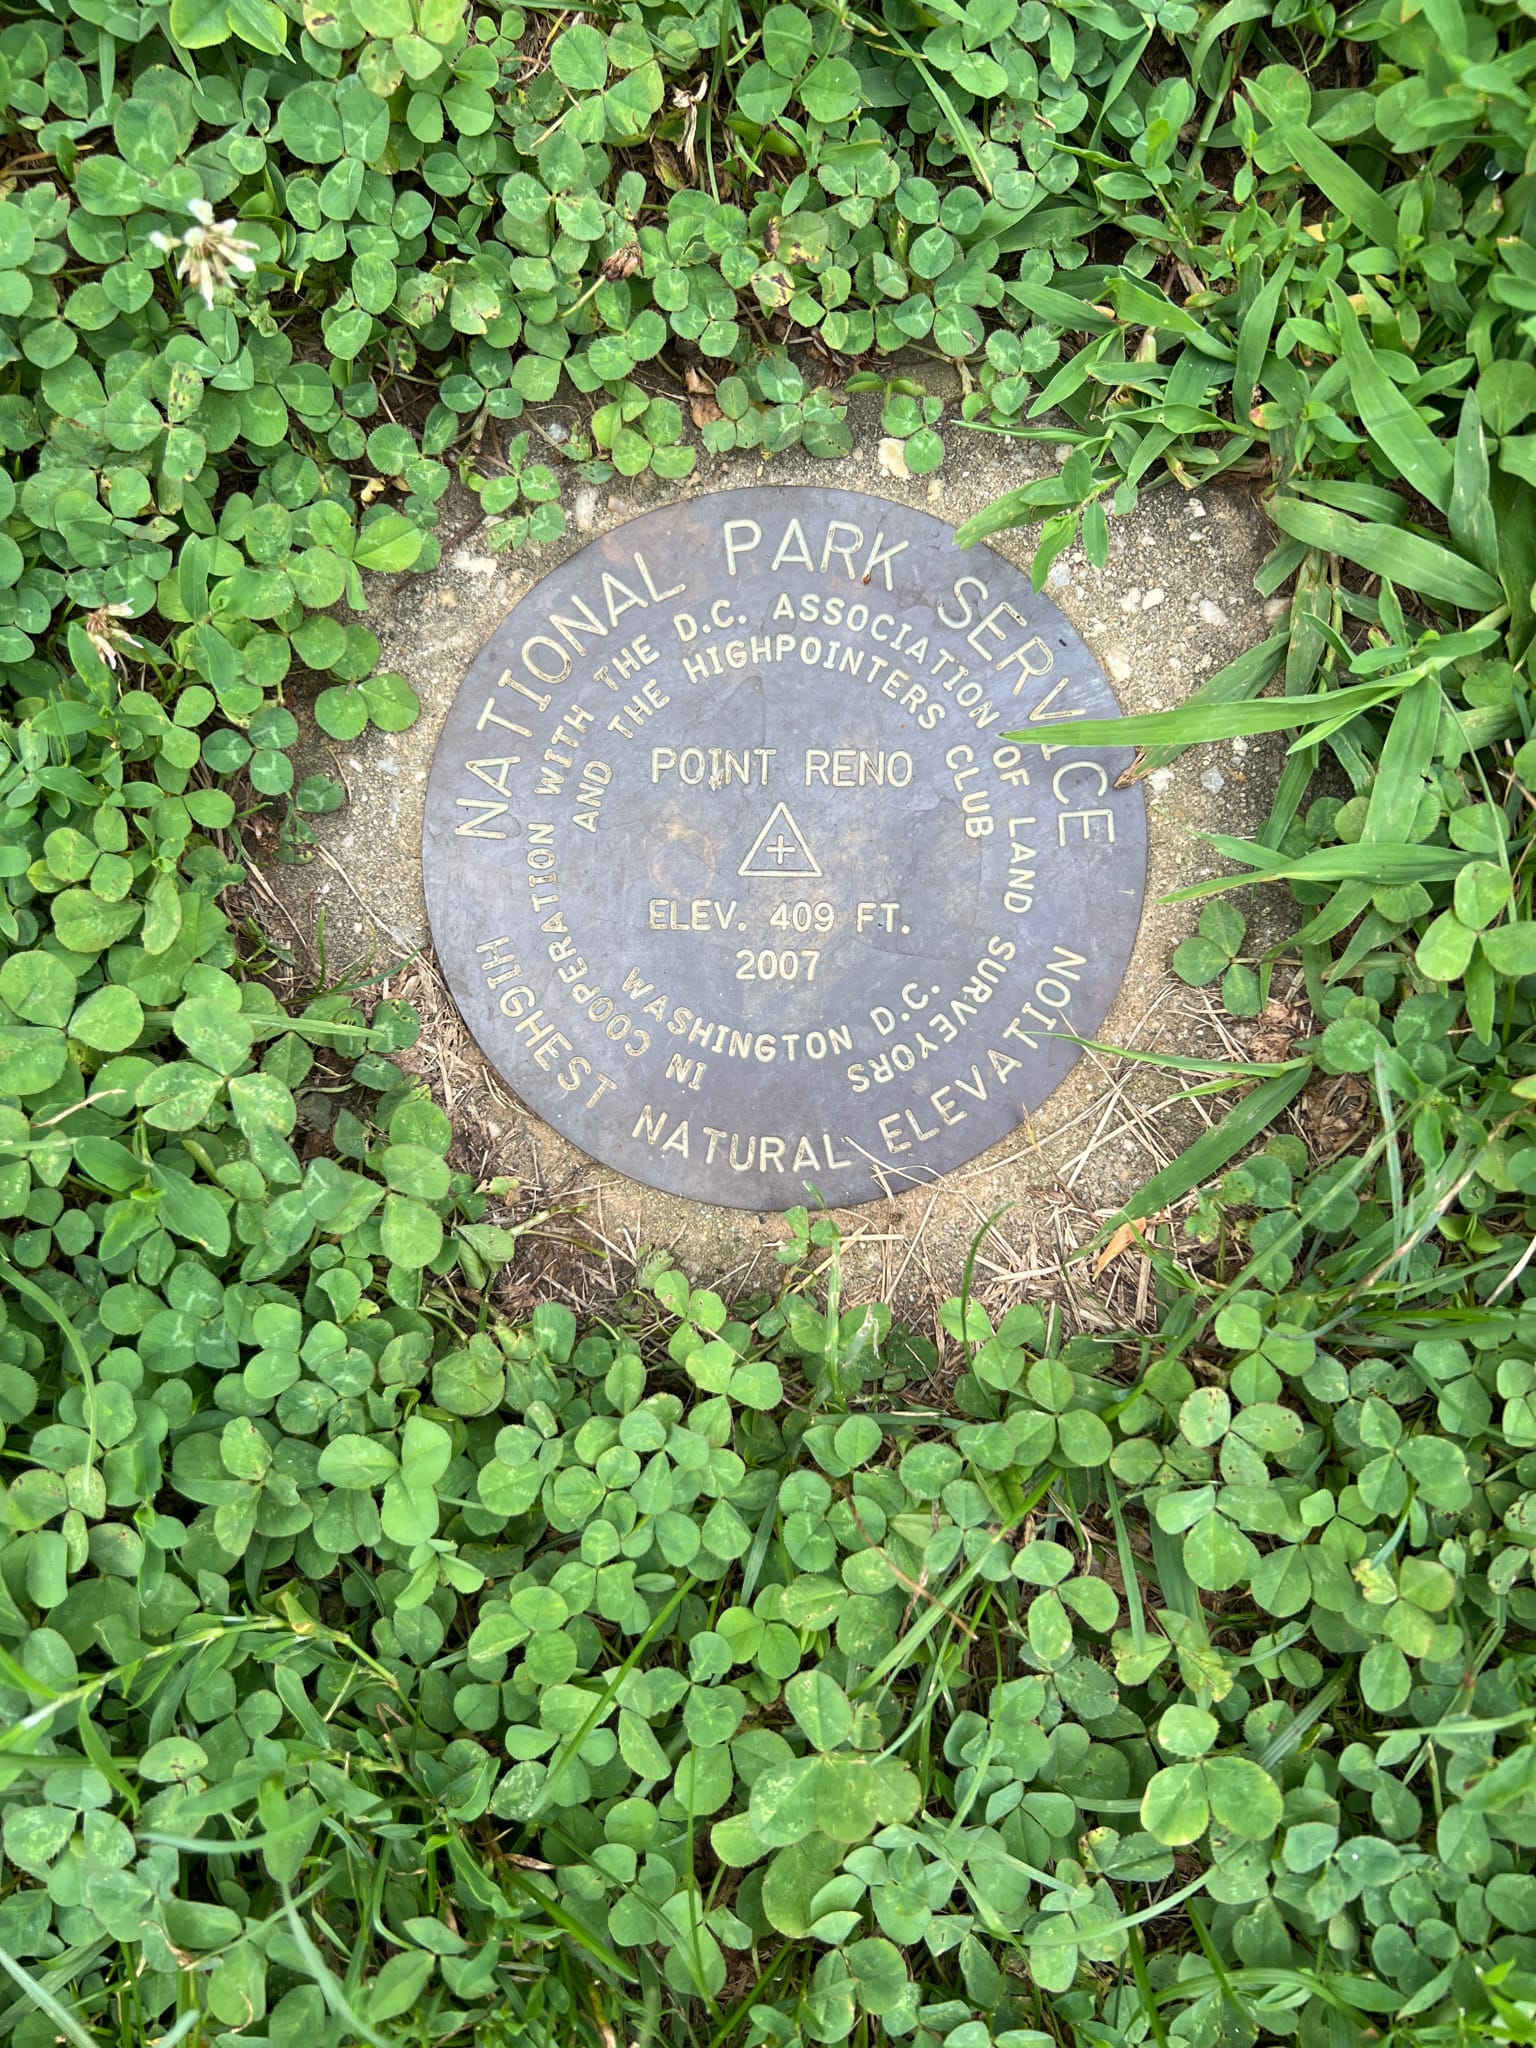 NATIONAL PARK SERVICE
IN COOPERATION WITH THE D.C. ASSOCIATION OF LAND SURVEYORS
AND THE HIGHPOINTERS CLUB
POINT RENO
ELEV. 409 FT.
2007
WASHINGTON D.C.
HIGHEST NATURAL ELEVATION